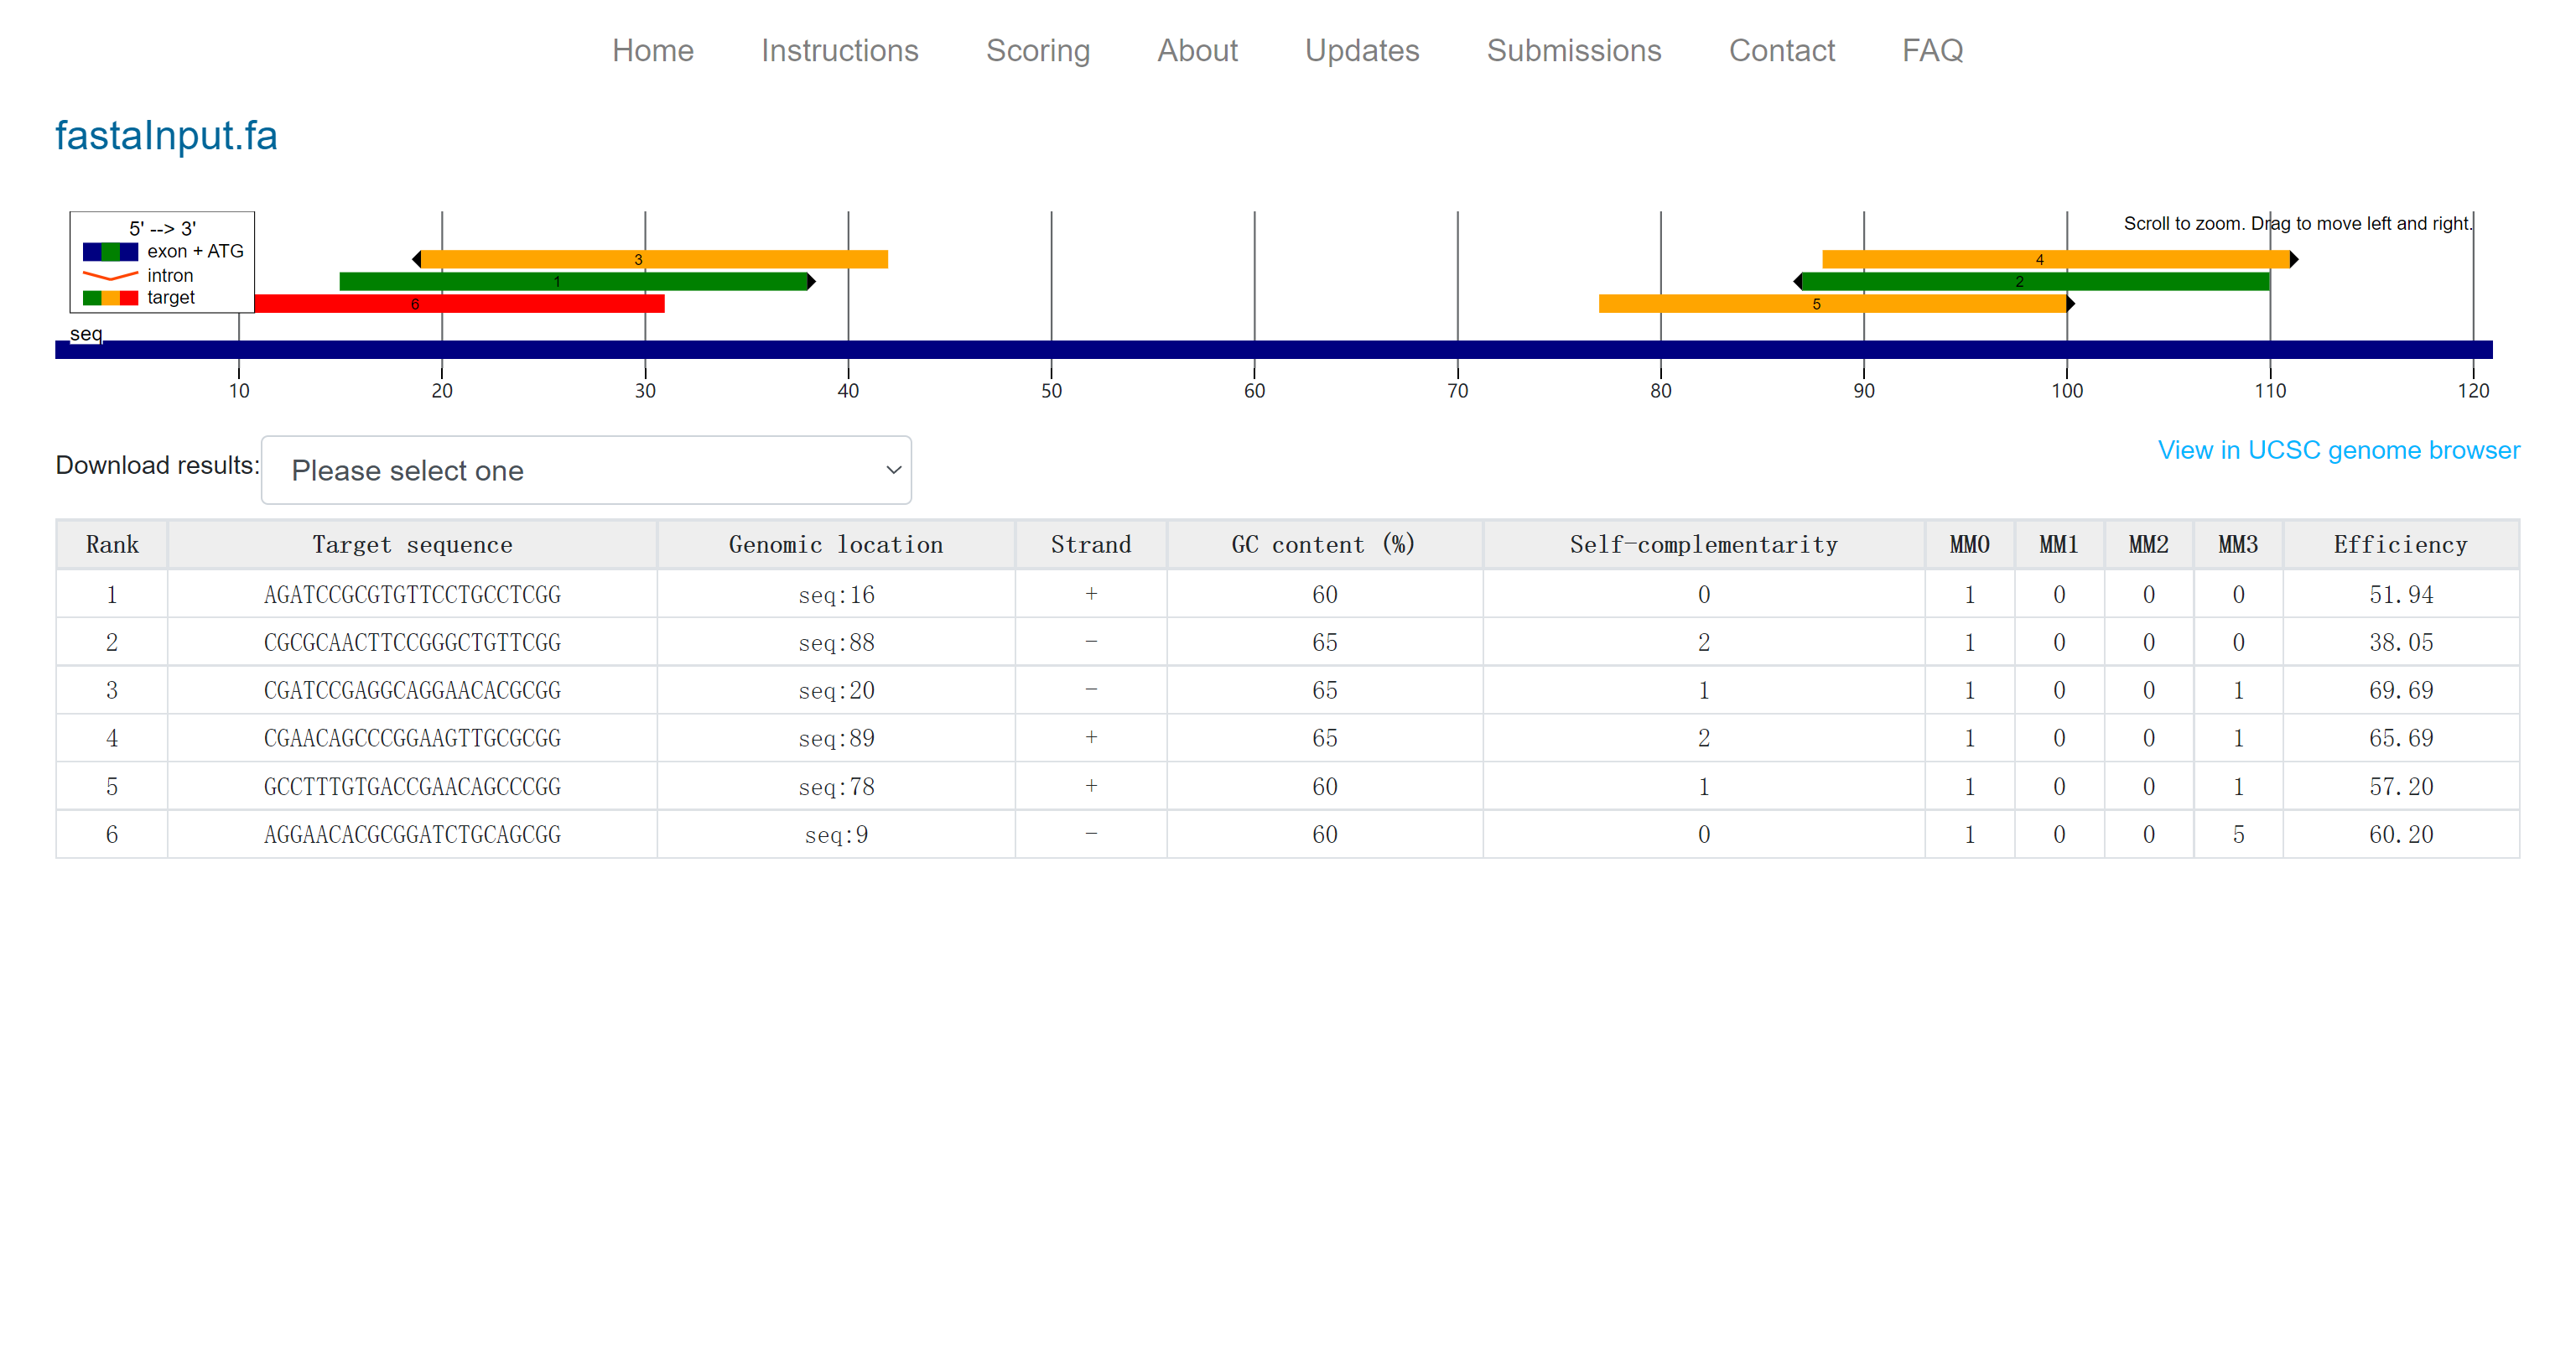 Home Instructions Scoring About Updates Submissions Contact FAQ
fastaInput.fa
5' --> 3'
exon + ATG
intron
target
Scroll to zoom. Drag to move left and right.
3
4
1
2
6
5
seq
10 20 30 40 50 60 70 80 90 100 110 120
Download results: Please select one
View in UCSC genome browser
Rank Target sequence Genomic location Strand GC content (%) Self-complementarity MM0 MM1 MM2 MM3 Efficiency
1 AGATCCGCGTGTTCCTGCCTCGG seq:16 + 60 0 1 0 0 0 51.94
2 CGCGCAACTTCCGGGCTGTTCGG seq:88 - 65 2 1 0 0 0 38.05
3 CGATCCGAGGCAGGAACACGCGG seq:20 - 65 1 1 0 0 1 69.69
4 CGAACAGCCCGGAAGTTGCGCGG seq:89 + 65 2 1 0 0 1 65.69
5 GCCTTTGTGACCGAACAGCCCGG seq:78 + 60 1 1 0 0 1 57.20
6 AGGAACACGCGGATCTGCAGCGG seq:9 - 60 0 1 0 0 5 60.20